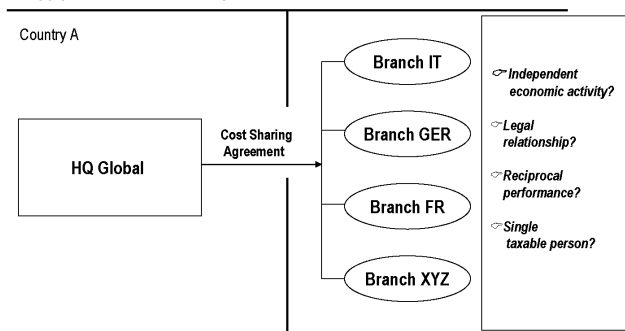 Country A
HQ Global
Cost Sharing
Agreement
Branch IT
Branch GER
Branch FR
Branch XYZ
☞Independent
economic activity?
☞Legal
relationship?
☞Reciprocal
performance?
☞Single
taxable person?